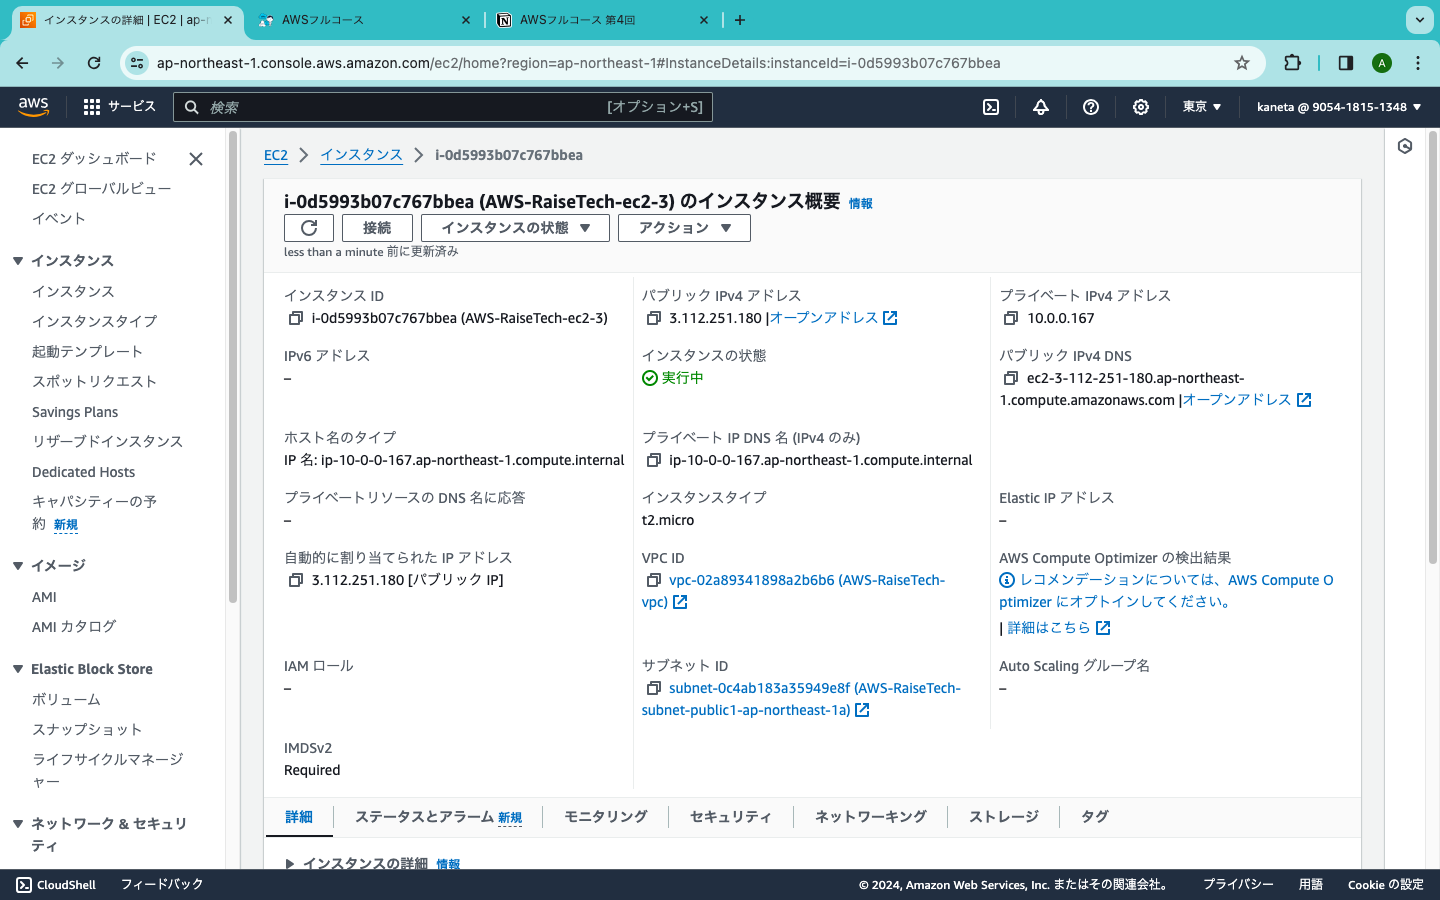 インスタンスの詳細 | EC2 | ap-n
AWSフルコース
AWSフルコース 第4回
ap-northeast-1.console.aws.amazon.com/ec2/home?region=ap-northeast-1#InstanceDetails:instanceId=i-0d5993b07c767bbea
A
aws
サービス
検索
[オプション+S]
東京
kaneta @ 9054-1815-1348
EC2 ダッシュボード
EC2 グローバルビュー
イベント
インスタンス
インスタンス
インスタンスタイプ
起動テンプレート
スポットリクエスト
Savings Plans
リザーブドインスタンス
Dedicated Hosts
キャパシティーの予
約 新規
イメージ
AMI
AMI カタログ
Elastic Block Store
ボリューム
スナップショット
ライフサイクルマネージ
ャー
ネットワーク & セキュリ
ティ
EC2
インスタンス
i-0d5993b07c767bbea
i-0d5993b07c767bbea (AWS-RaiseTech-ec2-3) のインスタンス概要 情報
接続
インスタンスの状態
アクション
less than a minute 前に更新済み
インスタンス ID
i-0d5993b07c767bbea (AWS-RaiseTech-ec2-3)
パブリック IPv4 アドレス
3.112.251.180 |オープンアドレス
プライベート IPv4 アドレス
10.0.0.167
IPv6 アドレス
–
インスタンスの状態
実行中
パブリック IPv4 DNS
ec2-3-112-251-180.ap-northeast-
1.compute.amazonaws.com |オープンアドレス
ホスト名のタイプ
IP 名: ip-10-0-0-167.ap-northeast-1.compute.internal
プライベート IP DNS 名 (IPv4 のみ)
ip-10-0-0-167.ap-northeast-1.compute.internal
プライベートリソースの DNS 名に応答
–
インスタンスタイプ
t2.micro
Elastic IP アドレス
–
自動的に割り当てられた IP アドレス
3.112.251.180 [パブリック IP]
VPC ID
vpc-02a89341898a2b6b6 (AWS-RaiseTech-
vpc)
AWS Compute Optimizer の検出結果
レコメンデーションについては、AWS Compute O
ptimizer にオプトインしてください。
| 詳細はこちら
IAM ロール
–
サブネット ID
subnet-0c4ab183a35949e8f (AWS-RaiseTech-
subnet-public1-ap-northeast-1a)
Auto Scaling グループ名
–
IMDSv2
Required
詳細
ステータスとアラーム 新規
モニタリング
セキュリティ
ネットワーキング
ストレージ
タグ
インスタンスの詳細 情報
CloudShell
フィードバック
© 2024, Amazon Web Services, Inc. またはその関連会社。
プライバシー
用語
Cookie の設定